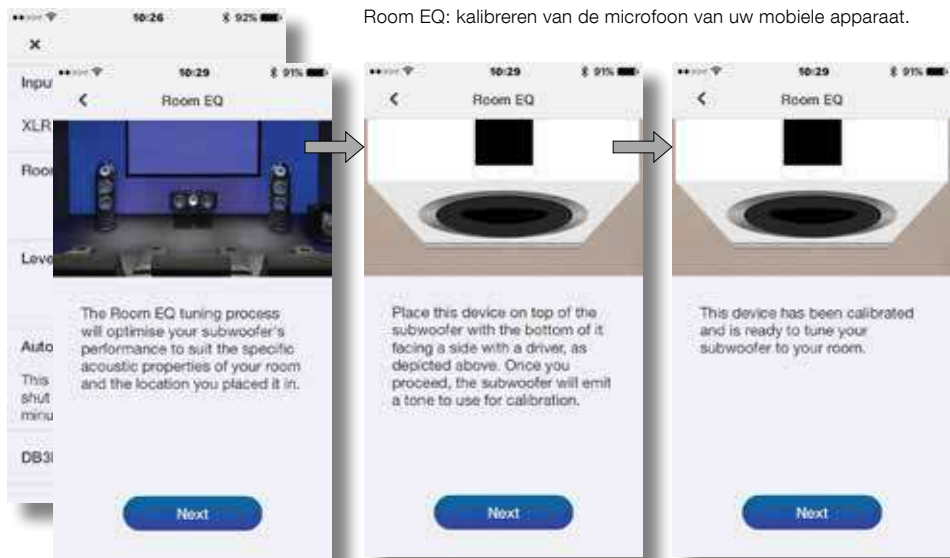 Room EQ: kalibreren van de microfoon van uw mobiele apparaat.
10:26
92%
×
Inpu
XLR
Roor
Leve
Auto
This
shut
minu
10:29
91%
Room EQ
The Room EQ tuning process
will optimise your subwoofer's
performance to suit the specific
acoustic properties of your room
and the location you placed it in.
Next
10:29
91%
Room EQ
Place this device on top of the
subwoofer with the bottom of it
facing a side with a driver, as
depicted above. Once you
proceed, the subwoofer will emit
a tone to use for calibration.
Next
10:29
91%
Room EQ
This device has been calibrated
and is ready to tune your
subwoofer to your room.
Next